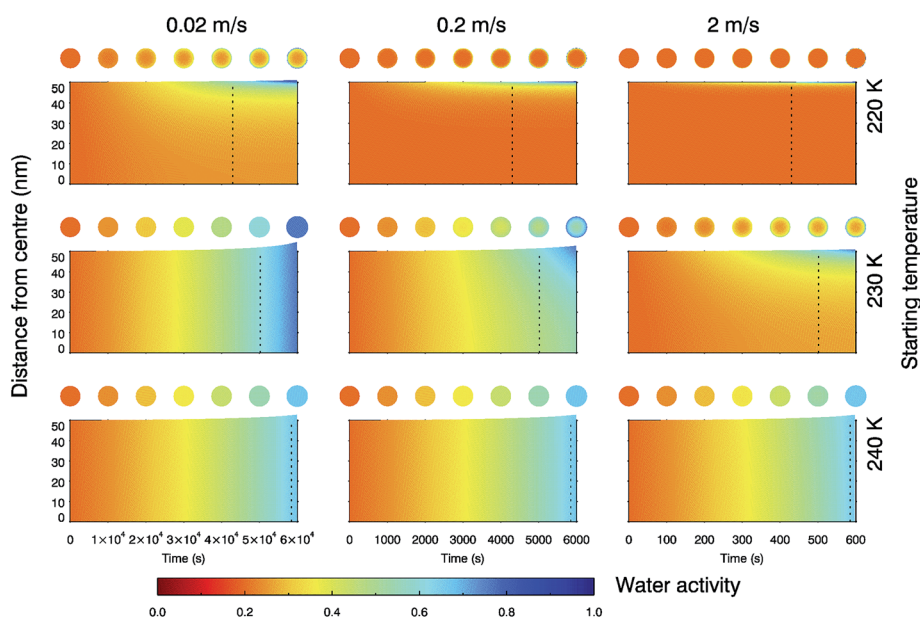 0.02 m/s 0.2 m/s 2 m/s
50
40
30
20
10
0
220 K
50
40
30
20
10
0
230 K
50
40
30
20
10
0
240 K
Distance from centre (nm)
Starting temperature
0 1×10⁴ 2×10⁴ 3×10⁴ 4×10⁴ 5×10⁴ 6×10⁴ 0 1000 2000 3000 4000 5000 6000 0 100 200 300 400 500 600
Time (s) Time (s) Time (s)
Water activity
0.0 0.2 0.4 0.6 0.8 1.0